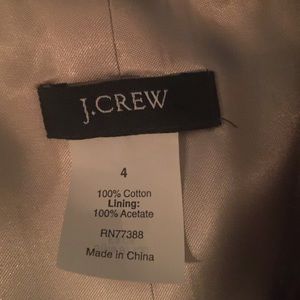 J.CREW
4
100% Cotton
Lining:
100% Acetate
RN77388
Made in China